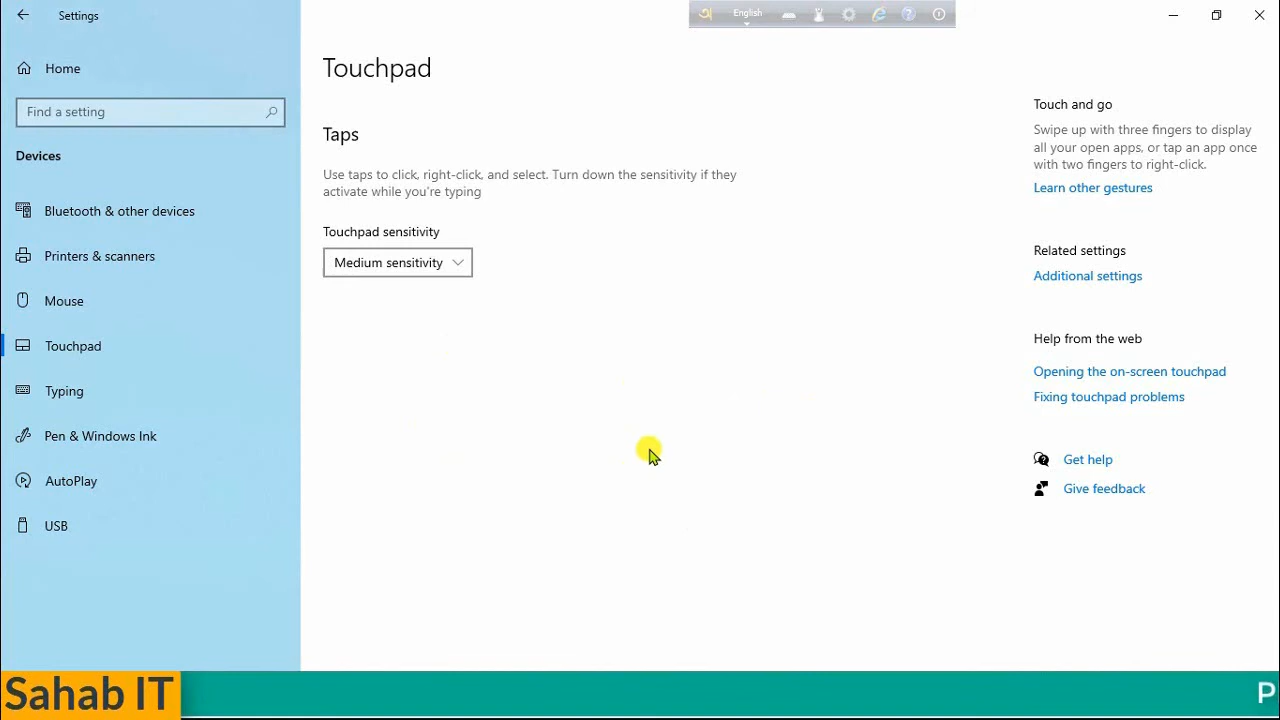 Settings
English
Home
Find a setting
Devices
Bluetooth & other devices
Printers & scanners
Mouse
Touchpad
Typing
Pen & Windows Ink
AutoPlay
USB
Touchpad
Taps
Use taps to click, right-click, and select. Turn down the sensitivity if they
activate while you're typing
Touchpad sensitivity
Medium sensitivity
Touch and go
Swipe up with three fingers to display
all your open apps, or tap an app once
with two fingers to right-click.
Learn other gestures
Related settings
Additional settings
Help from the web
Opening the on-screen touchpad
Fixing touchpad problems
Get help
Give feedback
Sahab IT
P